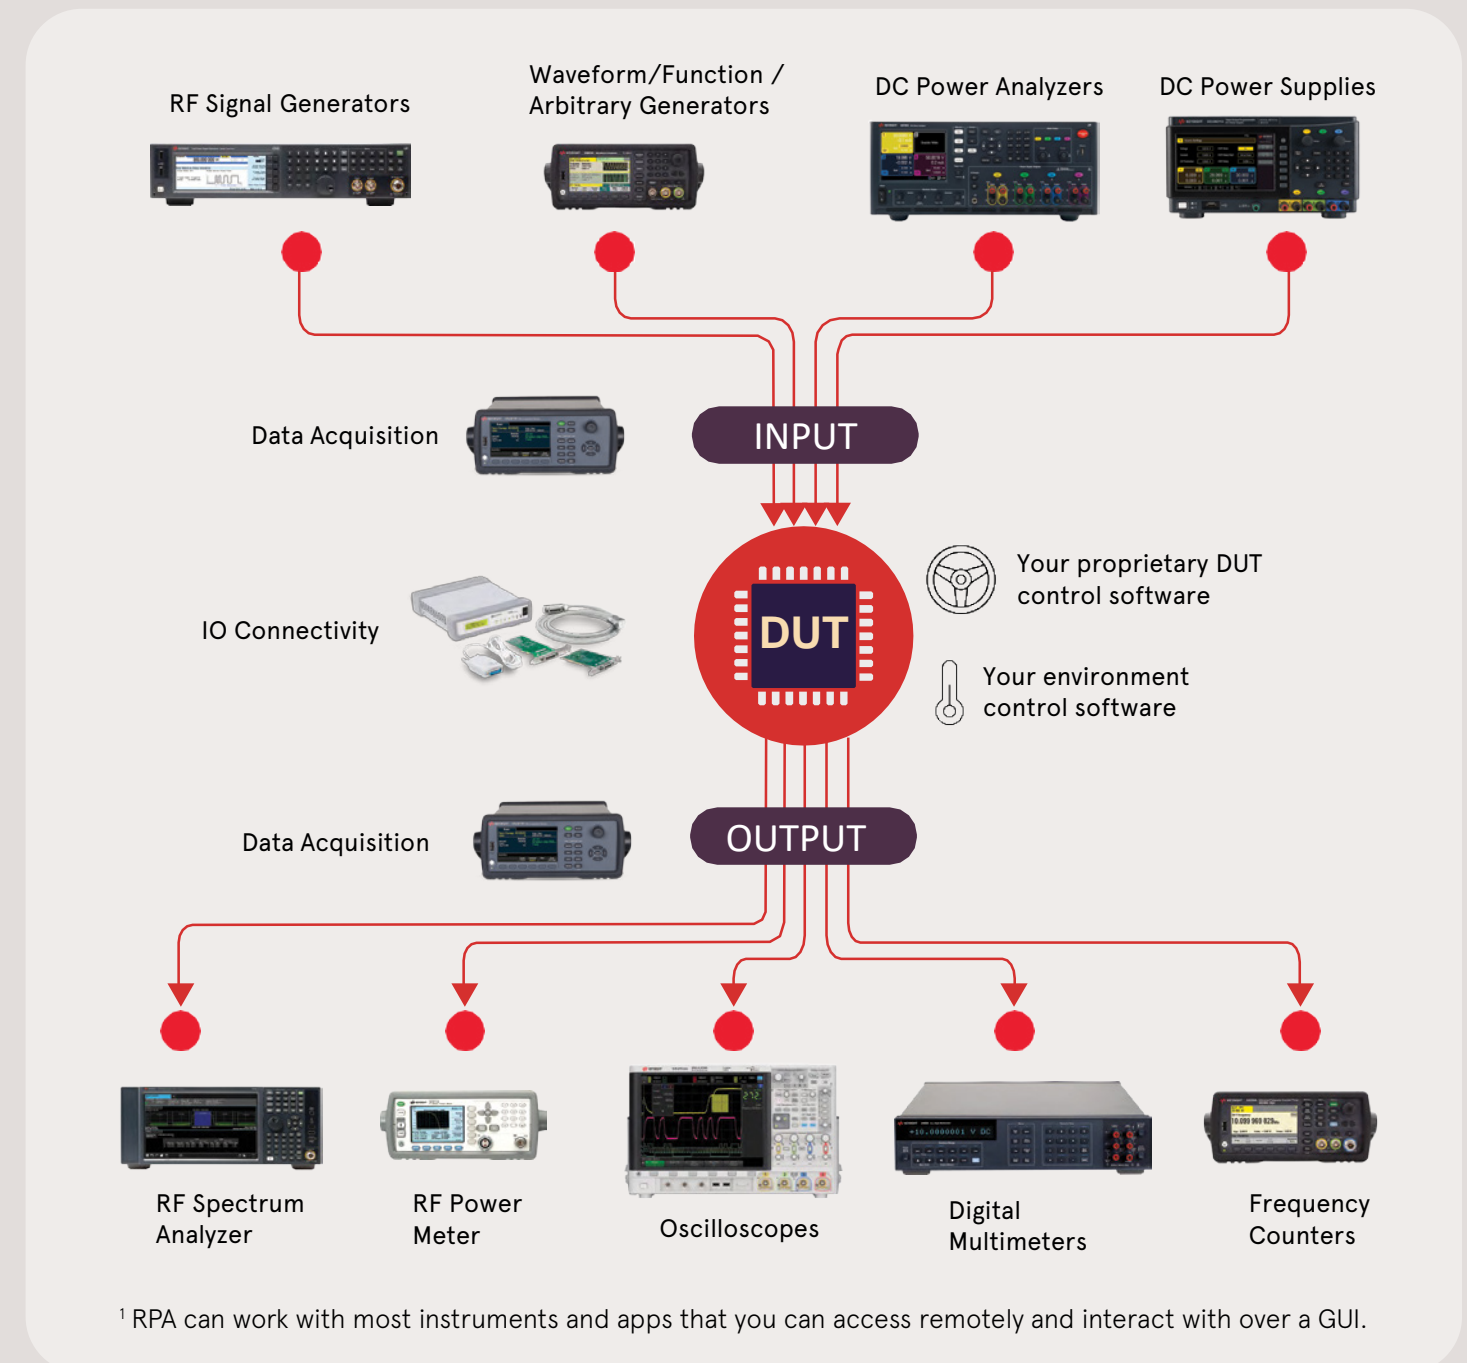 RF Signal Generators
Waveform/Function /
Arbitrary Generators
DC Power Analyzers
DC Power Supplies
Data Acquisition
INPUT
IO Connectivity
DUT
Your proprietary DUT
control software
Your environment
control software
Data Acquisition
OUTPUT
RF Spectrum
Analyzer
RF Power
Meter
Oscilloscopes
Digital
Multimeters
Frequency
Counters
¹ RPA can work with most instruments and apps that you can access remotely and interact with over a GUI.